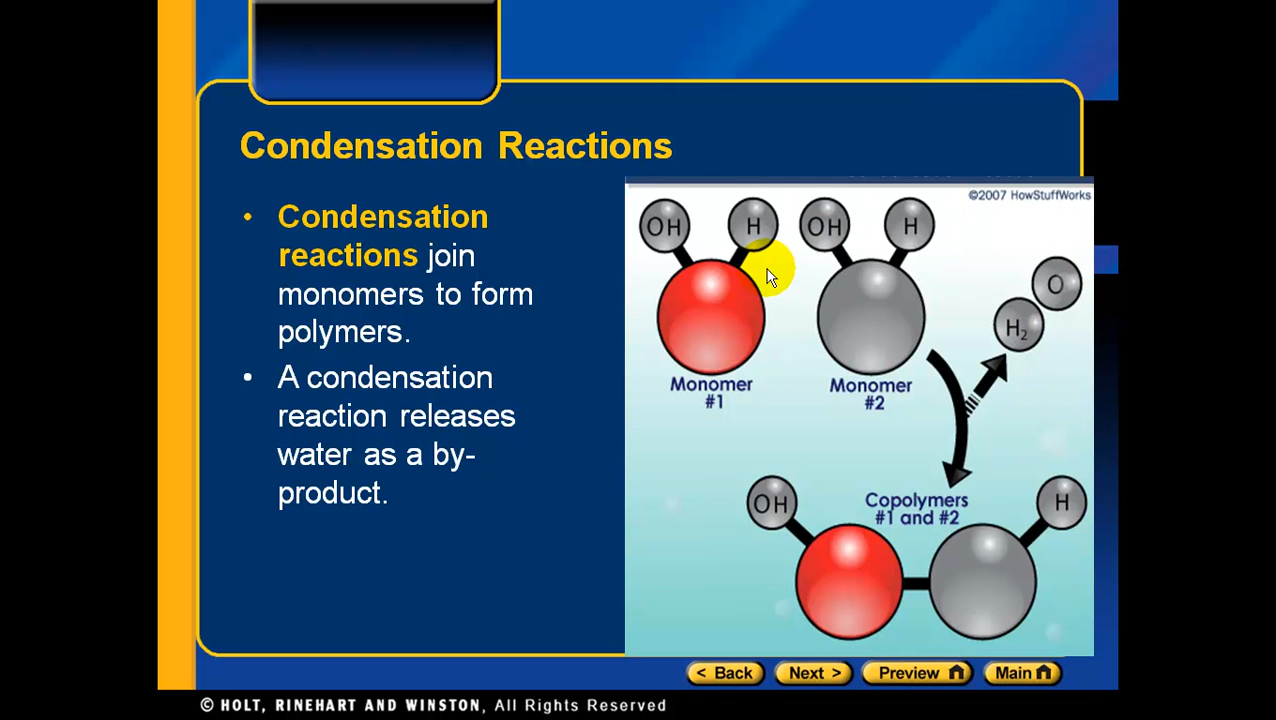 Condensation Reactions
• Condensation
reactions join
monomers to form
polymers.
• A condensation
reaction releases
water as a by-
product.
©2007 HowStuffWorks
OH H OH H
O
H₂
Monomer
#1
Monomer
#2
OH
Copolymers
#1 and #2
H
< Back Next > Preview Main
© HOLT, RINEHART AND WINSTON, All Rights Reserved